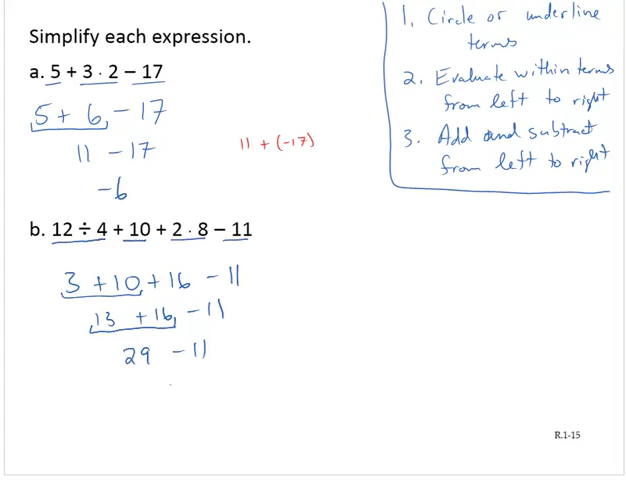 Simplify each expression.
a. 5 + 3 · 2 − 17
5 + 6 − 17
11 − 17
11 + (−17)
−6
b. 12 ÷ 4 + 10 + 2 · 8 − 11
3 + 10 + 16 − 11
13 + 16 − 11
29 − 11
1. Circle or underline
terms
2. Evaluate within terms
from left to right
3. Add and subtract
from left to right
R.1-15